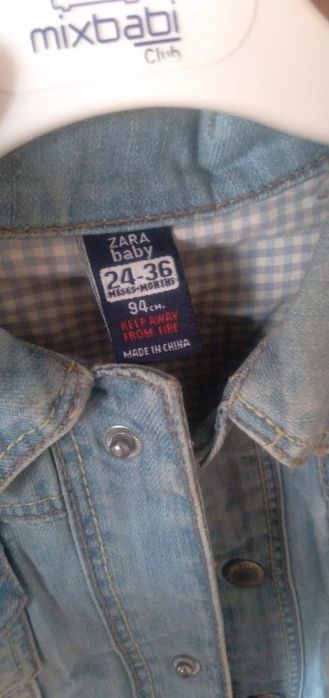 mixbabi
Club
ZARA
baby
24-36
MESES-MONTHS
94 CM.
KEEP AWAY
FROM FIRE
MADE IN CHINA